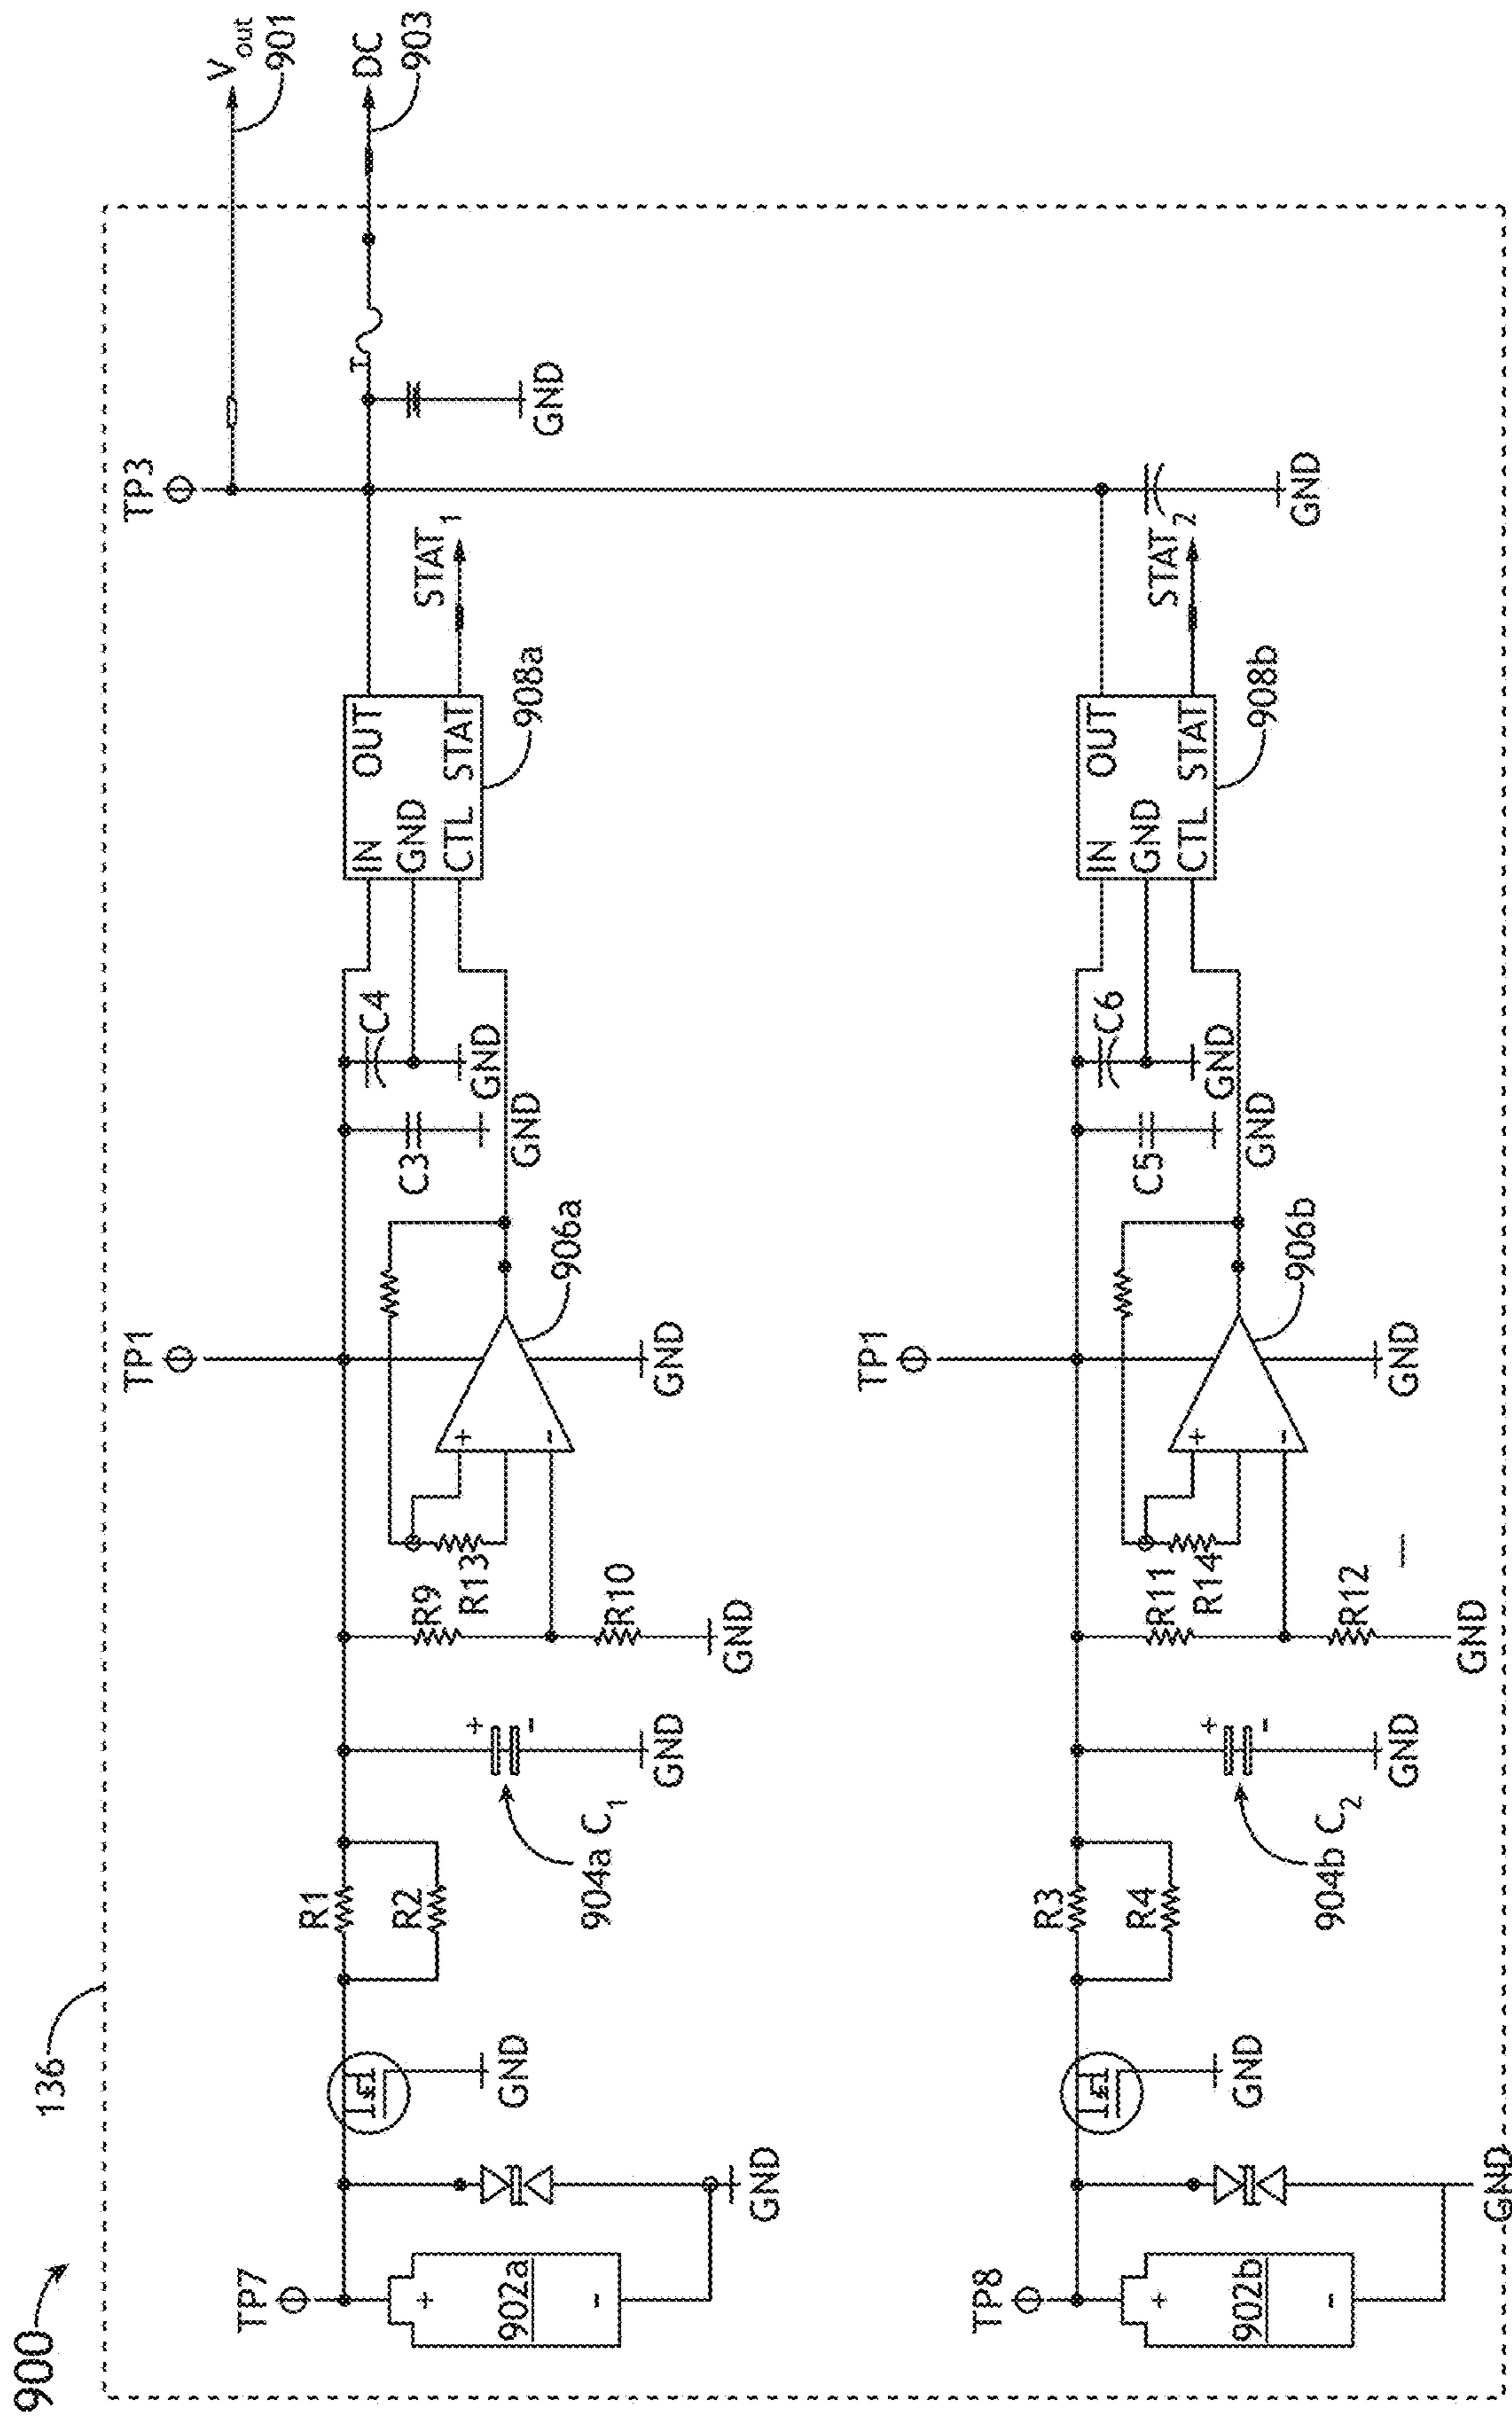 900
136
TP7
+
902a
-
GND
GND
R1
R2
+
-
904a C1
GND
R9
R13
R10
GND
TP1
+
-
906a
GND
C3
GND
C4
GND
IN
OUT
GND
CTL
STAT
908a
STAT1
TP3
Vout
901
DC
903
GND
TP8
+
902b
-
GND
GND
R3
R4
+
-
904b C2
GND
R11
R14
R12
GND
TP1
+
-
906b
GND
C5
GND
C6
GND
IN
OUT
GND
CTL
STAT
908b
STAT2
GND